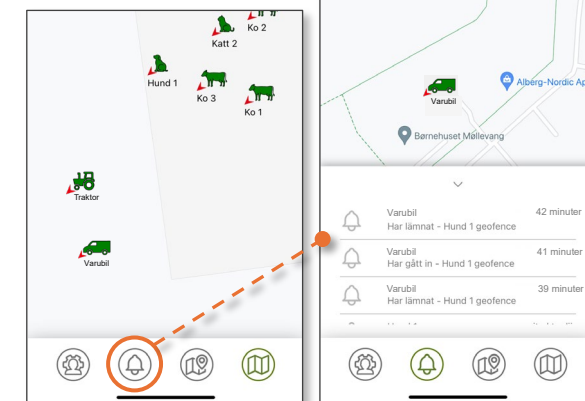 Ko 2
Katt 2
Hund 1
Ko 3
Ko 1
Traktor
Varubil
Varubil
Alberg-Nordic Ap
Børnehuset Møllevang
Varubil
42 minuter
Har lämnat - Hund 1 geofence
Varubil
41 minuter
Har gått in - Hund 1 geofence
Varubil
39 minuter
Har lämnat - Hund 1 geofence